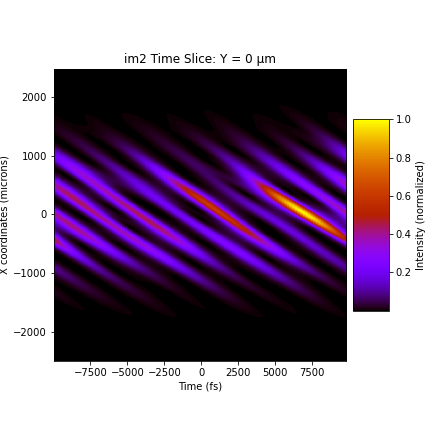 im2 Time Slice: Y = 0 μm
X coordinates (microns)
2000
1000
0
−1000
−2000
−7500 −5000 −2500 0 2500 5000 7500
Time (fs)
1.0
0.8
0.6
0.4
0.2
Intensity (normalized)